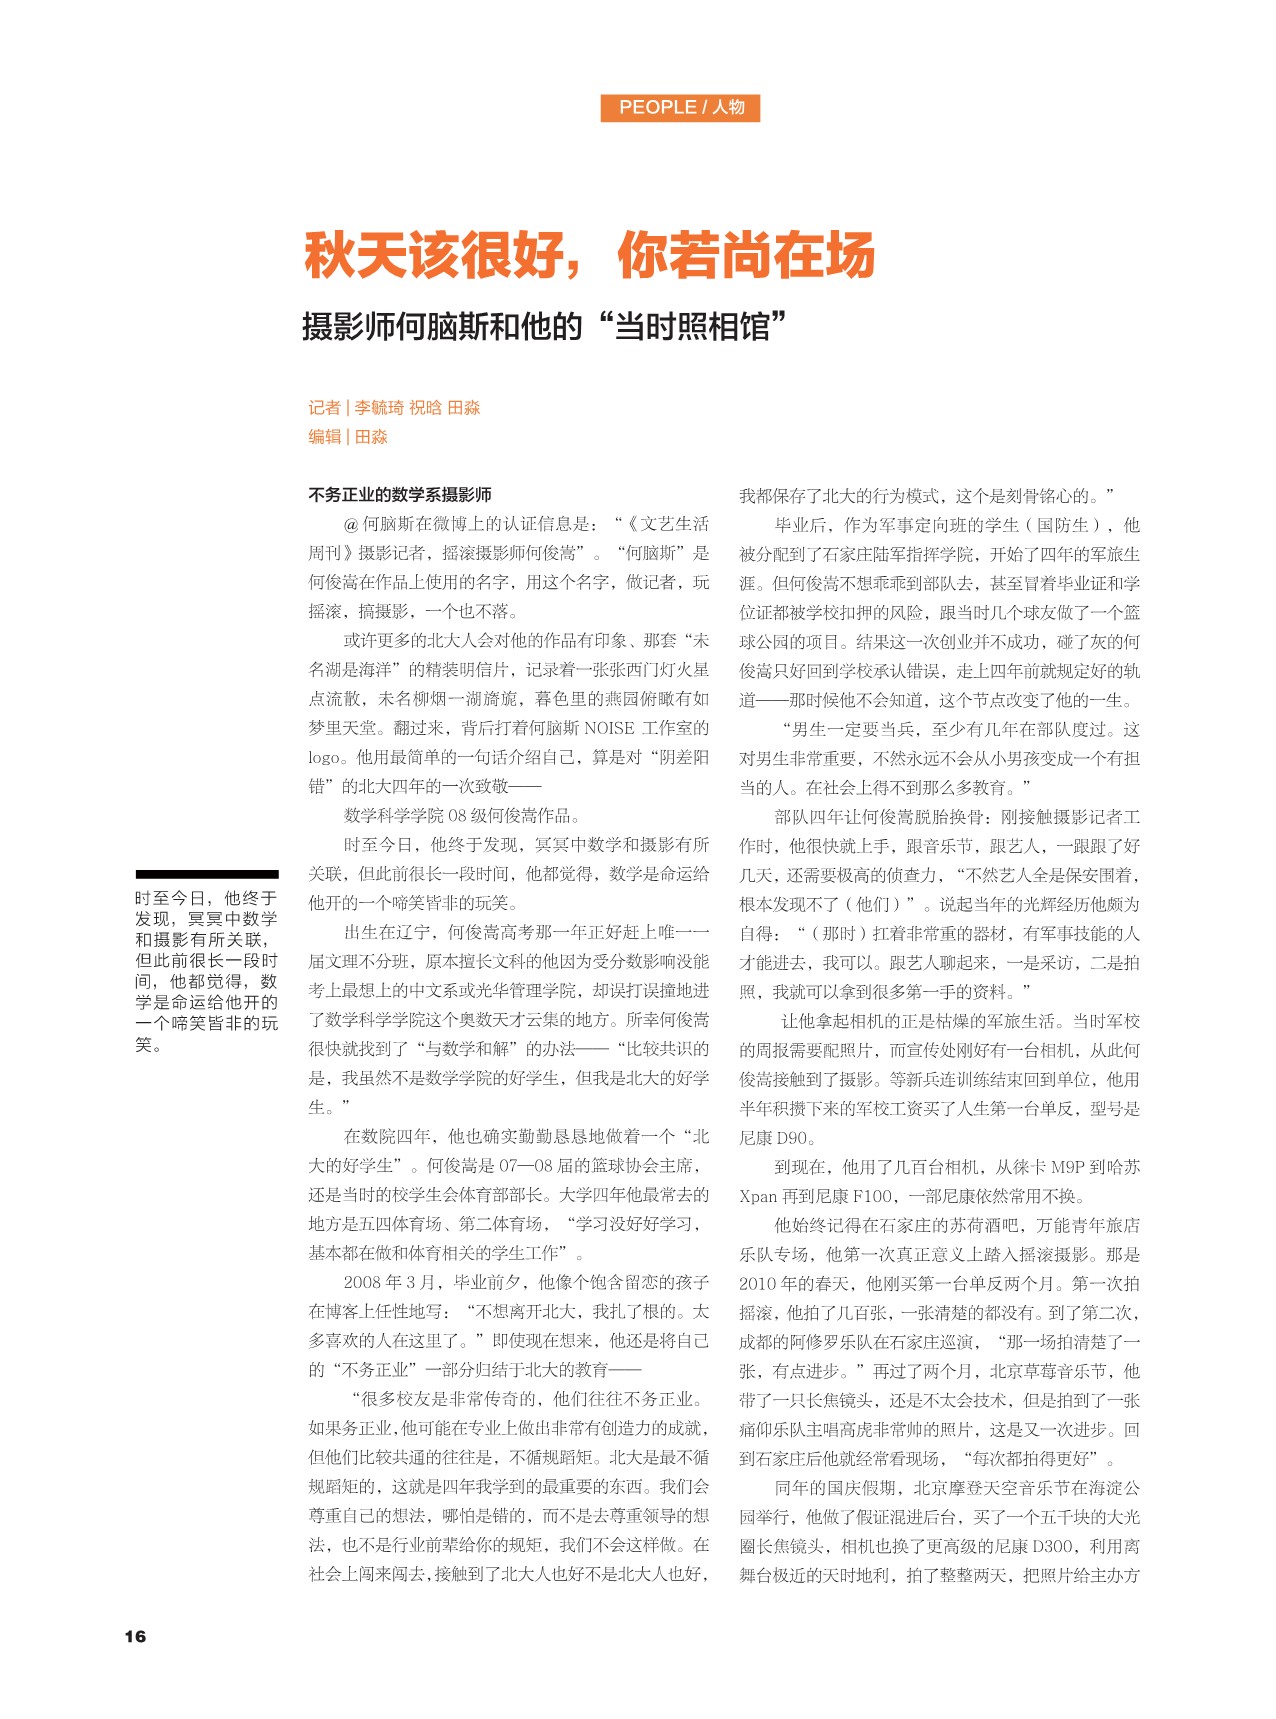 PEOPLE / 人物
秋天该很好，你若尚在场
摄影师何脑斯和他的“当时照相馆”
记者 | 李毓琦 祝晗 田淼
编辑 | 田淼
不务正业的数学系摄影师
@ 何脑斯在微博上的认证信息是：“《文艺生活
周刊》摄影记者，摇滚摄影师何俊嵩”。“何脑斯”是
何俊嵩在作品上使用的名字，用这个名字，做记者，玩
摇滚，搞摄影，一个也不落。
或许更多的北大人会对他的作品有印象、那套“未
名湖是海洋”的精装明信片，记录着一张张西门灯火星
点流散，未名柳烟一湖旖旎，暮色里的燕园俯瞰有如
梦里天堂。翻过来，背后打着何脑斯 NOISE 工作室的
logo。他用最简单的一句话介绍自己，算是对“阴差阳
错”的北大四年的一次致敬——
数学科学学院 08 级何俊嵩作品。
时至今日，他终于发现，冥冥中数学和摄影有所
关联，但此前很长一段时间，他都觉得，数学是命运给
他开的一个啼笑皆非的玩笑。
出生在辽宁，何俊嵩高考那一年正好赶上唯一一
届文理不分班，原本擅长文科的他因为受分数影响没能
考上最想上的中文系或光华管理学院，却误打误撞地进
了数学科学学院这个奥数天才云集的地方。所幸何俊嵩
很快就找到了“与数学和解”的办法——“比较共识的
是，我虽然不是数学学院的好学生，但我是北大的好学
生。”
在数院四年，他也确实勤勤恳恳地做着一个“北
大的好学生”。何俊嵩是 07—08 届的篮球协会主席，
还是当时的校学生会体育部部长。大学四年他最常去的
地方是五四体育场、第二体育场，“学习没好好学习，
基本都在做和体育相关的学生工作”。
2008 年 3 月，毕业前夕，他像个饱含留恋的孩子
在博客上任性地写：“不想离开北大，我扎了根的。太
多喜欢的人在这里了。”即使现在想来，他还是将自己
的“不务正业”一部分归结于北大的教育——
“很多校友是非常传奇的，他们往往不务正业。
如果务正业，他可能在专业上做出非常有创造力的成就，
但他们比较共通的往往是，不循规蹈矩。北大是最不循
规蹈矩的，这就是四年我学到的最重要的东西。我们会
尊重自己的想法，哪怕是错的，而不是去尊重领导的想
法，也不是行业前辈给你的规矩，我们不会这样做。在
社会上闯来闯去，接触到了北大人也好不是北大人也好，
时至今日，他终于
发现，冥冥中数学
和摄影有所关联，
但此前很长一段时
间，他都觉得，数
学是命运给他开的
一个啼笑皆非的玩
笑。
我都保存了北大的行为模式，这个是刻骨铭心的。”
毕业后，作为军事定向班的学生（国防生），他
被分配到了石家庄陆军指挥学院，开始了四年的军旅生
涯。但何俊嵩不想乖乖到部队去，甚至冒着毕业证和学
位证都被学校扣押的风险，跟当时几个球友做了一个篮
球公园的项目。结果这一次创业并不成功，碰了灰的何
俊嵩只好回到学校承认错误，走上四年前就规定好的轨
道——那时候他不会知道，这个节点改变了他的一生。
“男生一定要当兵，至少有几年在部队度过。这
对男生非常重要，不然永远不会从小男孩变成一个有担
当的人。在社会上得不到那么多教育。”
部队四年让何俊嵩脱胎换骨：刚接触摄影记者工
作时，他很快就上手，跟音乐节，跟艺人，一跟跟了好
几天，还需要极高的侦查力，“不然艺人全是保安围着，
根本发现不了（他们）”。说起当年的光辉经历他颇为
自得：“（那时）扛着非常重的器材，有军事技能的人
才能进去，我可以。跟艺人聊起来，一是采访，二是拍
照，我就可以拿到很多第一手的资料。”
让他拿起相机的正是枯燥的军旅生活。当时军校
的周报需要配照片，而宣传处刚好有一台相机，从此何
俊嵩接触到了摄影。等新兵连训练结束回到单位，他用
半年积攒下来的军校工资买了人生第一台单反，型号是
尼康 D90。
到现在，他用了几百台相机，从徕卡 M9P 到哈苏
Xpan 再到尼康 F100，一部尼康依然常用不换。
他始终记得在石家庄的苏荷酒吧，万能青年旅店
乐队专场，他第一次真正意义上踏入摇滚摄影。那是
2010 年的春天，他刚买第一台单反两个月。第一次拍
摇滚，他拍了几百张，一张清楚的都没有。到了第二次，
成都的阿修罗乐队在石家庄巡演，“那一场拍清楚了一
张，有点进步。”再过了两个月，北京草莓音乐节，他
带了一只长焦镜头，还是不太会技术，但是拍到了一张
痛仰乐队主唱高虎非常帅的照片，这是又一次进步。回
到石家庄后他就经常看现场，“每次都拍得更好”。
同年的国庆假期，北京摩登天空音乐节在海淀公
园举行，他做了假证混进后台，买了一个五千块的大光
圈长焦镜头，相机也换了更高级的尼康 D300，利用离
舞台极近的天时地利，拍了整整两天，把照片给主办方
16